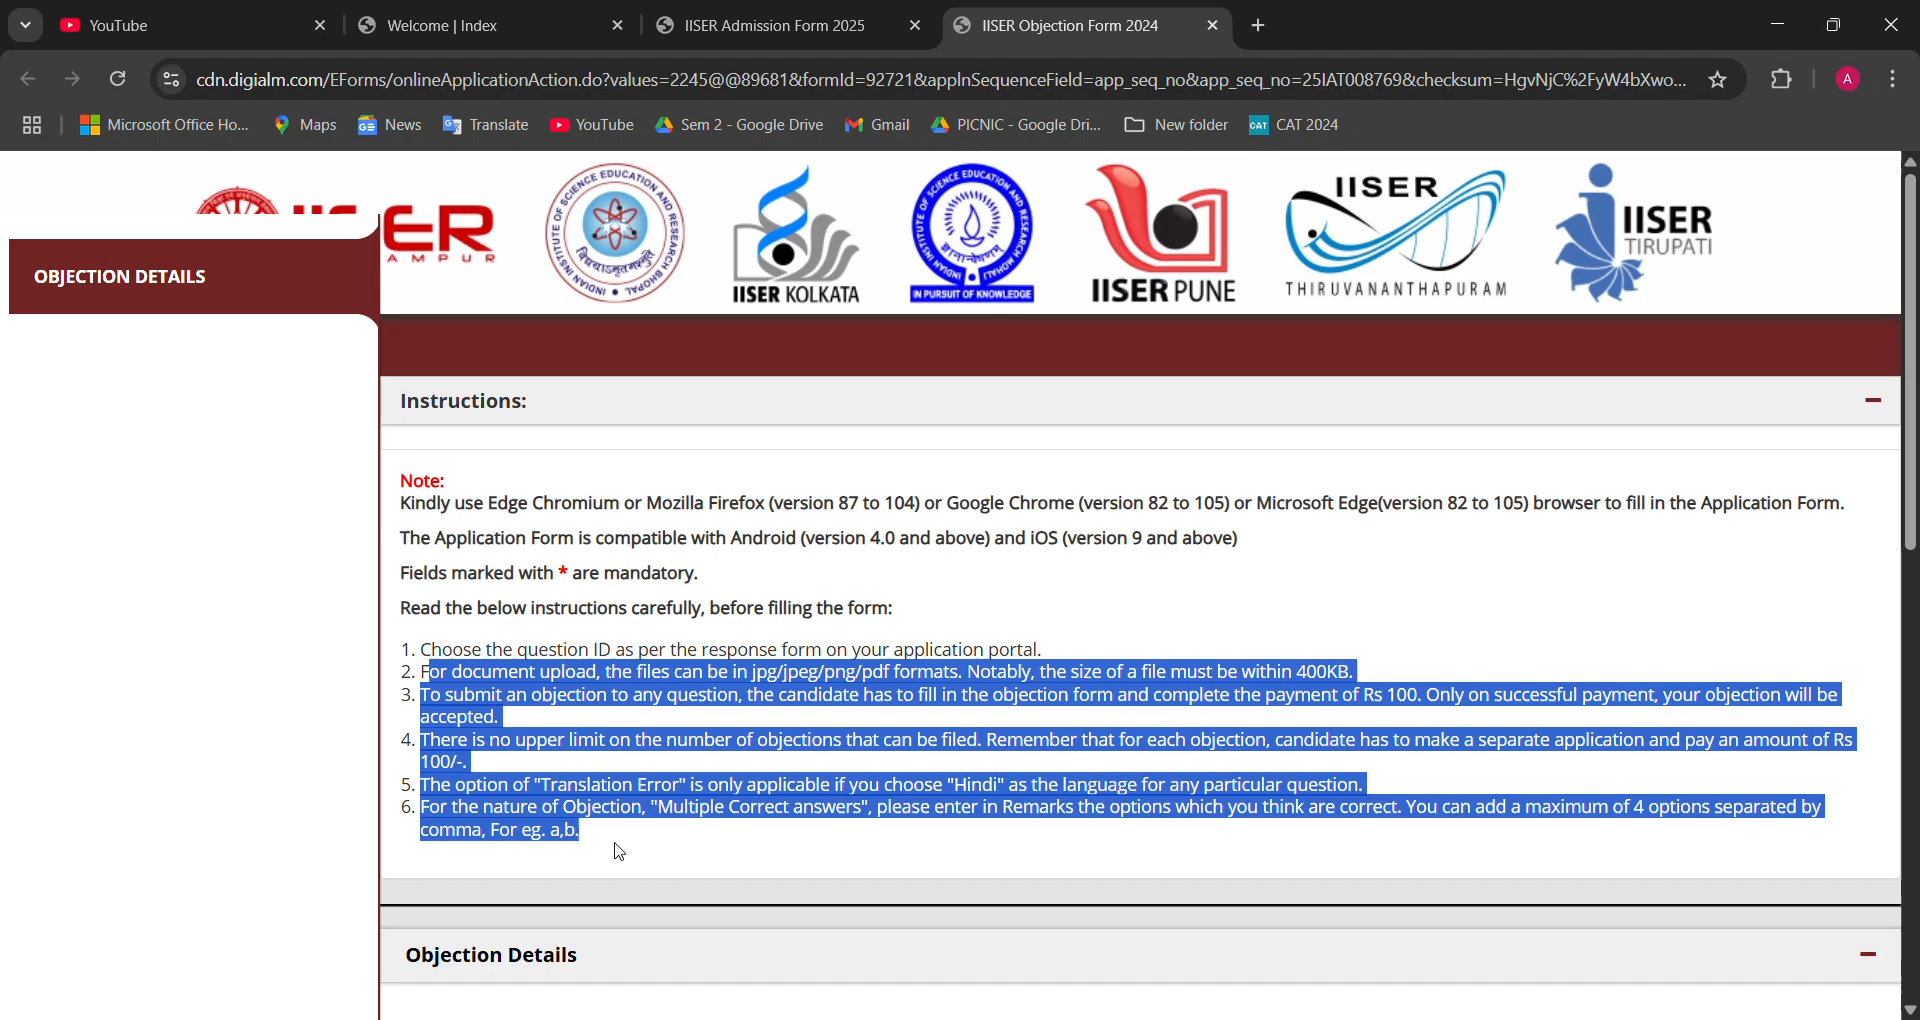 YouTube
Welcome | Index
IISER Admission Form 2025
IISER Objection Form 2024
cdn.digialm.com/EForms/onlineApplicationAction.do?values=2245@@89681&formId=92721&applnSequenceField=app_seq_no&app_seq_no=25IAT008769&checksum=HgvNjC%2FyW4bXwo...
A
Microsoft Office Ho...
Maps
News
Translate
YouTube
Sem 2 - Google Drive
Gmail
PICNIC - Google Dri...
New folder
CAT 2024
IISER KOLKATA
IN PURSUIT OF KNOWLEDGE
IISER PUNE
IISER
THIRUVANANTHAPURAM
IISER
TIRUPATI
OBJECTION DETAILS
Instructions:
Note:
Kindly use Edge Chromium or Mozilla Firefox (version 87 to 104) or Google Chrome (version 82 to 105) or Microsoft Edge(version 82 to 105) browser to fill in the Application Form.
The Application Form is compatible with Android (version 4.0 and above) and iOS (version 9 and above)
Fields marked with * are mandatory.
Read the below instructions carefully, before filling the form:
1. Choose the question ID as per the response form on your application portal.
2. For document upload, the files can be in jpg/jpeg/png/pdf formats. Notably, the size of a file must be within 400KB.
3. To submit an objection to any question, the candidate has to fill in the objection form and complete the payment of Rs 100. Only on successful payment, your objection will be
accepted.
4. There is no upper limit on the number of objections that can be filed. Remember that for each objection, candidate has to make a separate application and pay an amount of Rs
100/-.
5. The option of "Translation Error" is only applicable if you choose "Hindi" as the language for any particular question.
6. For the nature of Objection, "Multiple Correct answers", please enter in Remarks the options which you think are correct. You can add a maximum of 4 options separated by
comma, For eg. a,b.
Objection Details